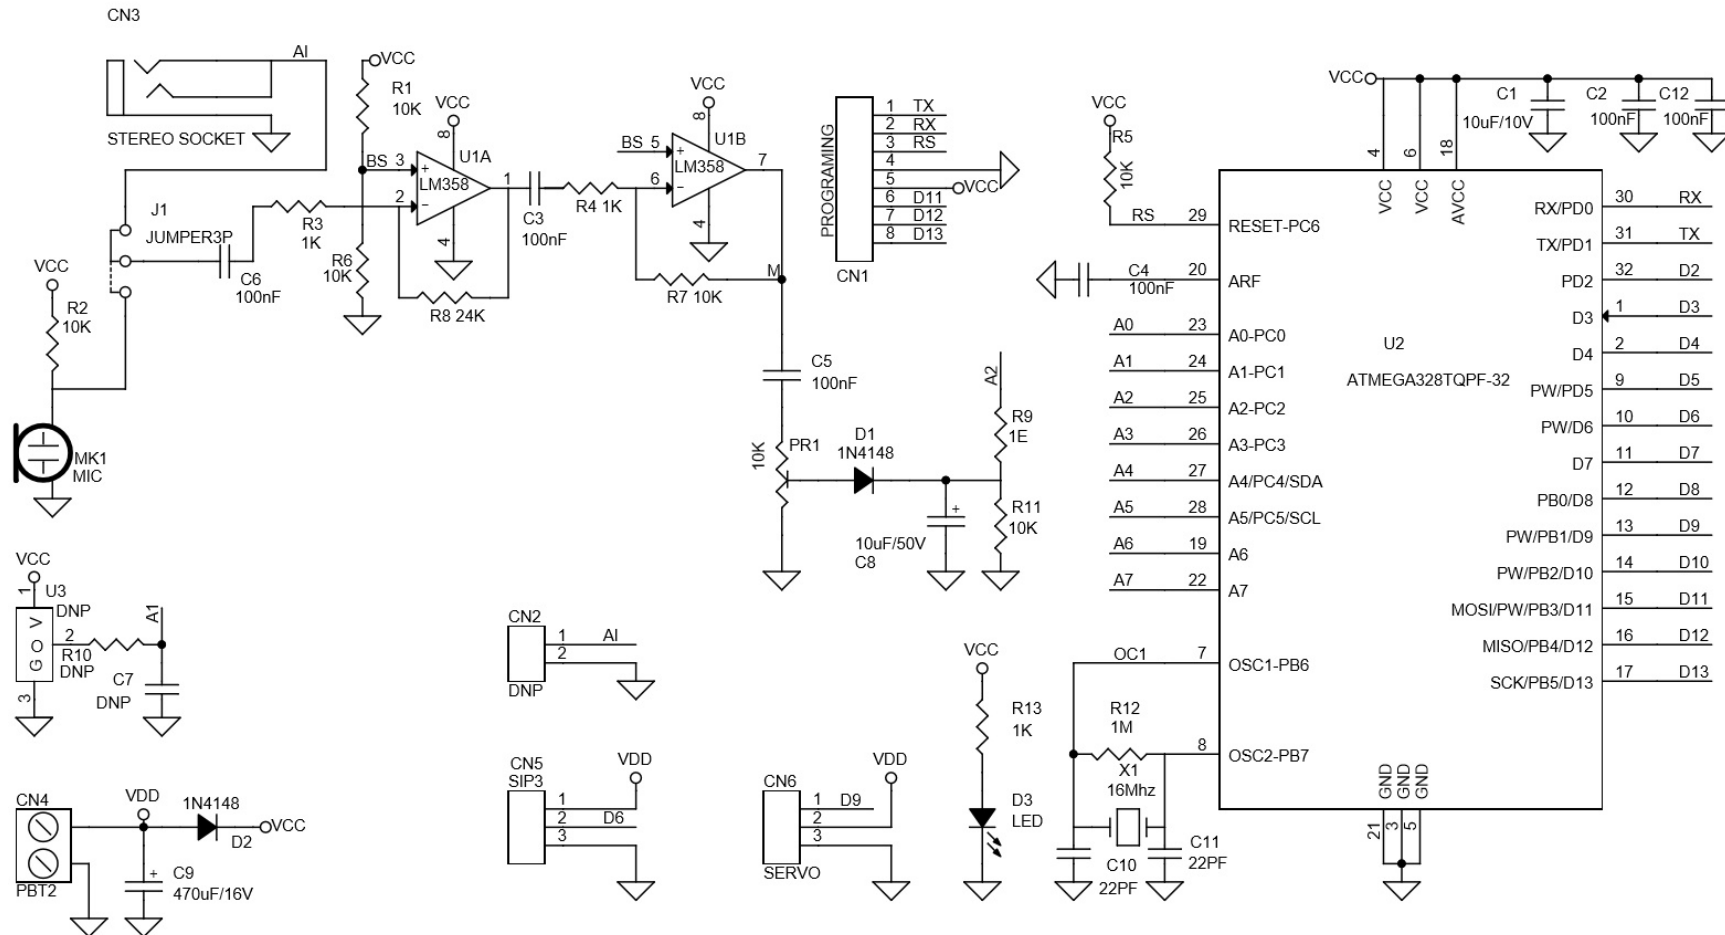 CN3
AI
STEREO SOCKET
J1
JUMPER3P
VCC
R2
10K
MK1
MIC
C6
100nF
R3
1K
VCC
R1
10K
BS 3
2
R6
10K
VCC
8
U1A
LM358
+
−
1
4
R8 24K
C3
100nF
R4 1K
VCC
8
U1B
BS 5
LM358
+
−
6
7
4
R7 10K
M
C5
100nF
10K
PR1
D1
1N4148
A2
R9
1E
R11
10K
+
10uF/50V
C8
PROGRAMING
1 TX
2 RX
3 RS
4
5 VCC
6 D11
7 D12
8 D13
CN1
VCC
C1
10uF/10V
C2
100nF
C12
100nF
VCC
R5
10K
RS 29
C4 20
100nF
A0 23
A1 24
A2 25
A3 26
A4 27
A5 28
A6 19
A7 22
OC1 7
8
4
6
18
VCC
VCC
AVCC
RESET-PC6
ARF
A0-PC0
A1-PC1
A2-PC2
A3-PC3
A4/PC4/SDA
A5/PC5/SCL
A6
A7
OSC1-PB6
OSC2-PB7
U2
ATMEGA328TQPF-32
RX/PD0 30 RX
TX/PD1 31 TX
PD2 32 D2
D3 1 D3
D4 2 D4
PW/PD5 9 D5
PW/D6 10 D6
D7 11 D7
PB0/D8 12 D8
PW/PB1/D9 13 D9
PW/PB2/D10 14 D10
MOSI/PW/PB3/D11 15 D11
MISO/PB4/D12 16 D12
SCK/PB5/D13 17 D13
GND
GND
GND
21
3
5
R12
1M
X1
16Mhz
C10
22PF
C11
22PF
VCC
1
U3
DNP
V
O
G
2
R10
DNP
3
A1
C7
DNP
CN4
PBT2
VDD
1N4148
D2
VCC
+
C9
470uF/16V
CN2
1 AI
2
DNP
CN5
SIP3
VDD
1
2 D6
3
CN6
VDD
1 D9
2
3
SERVO
VCC
R13
1K
D3
LED